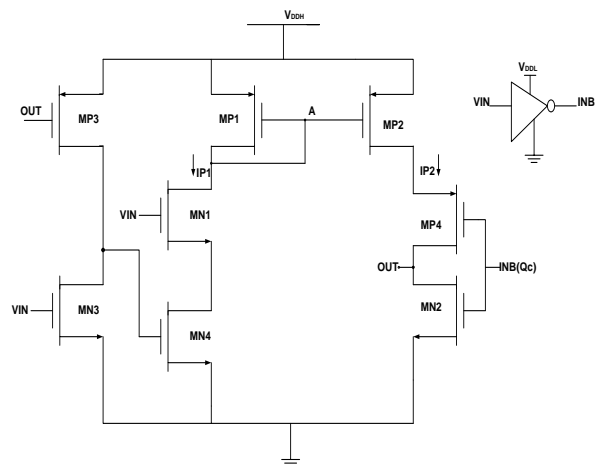 VDDH
VDDL
OUT
MP3
MP1
A
MP2
VIN
INB
IP1
IP2
VIN
MN1
MP4
OUT
INB(Qc)
VIN
MN3
MN4
MN2